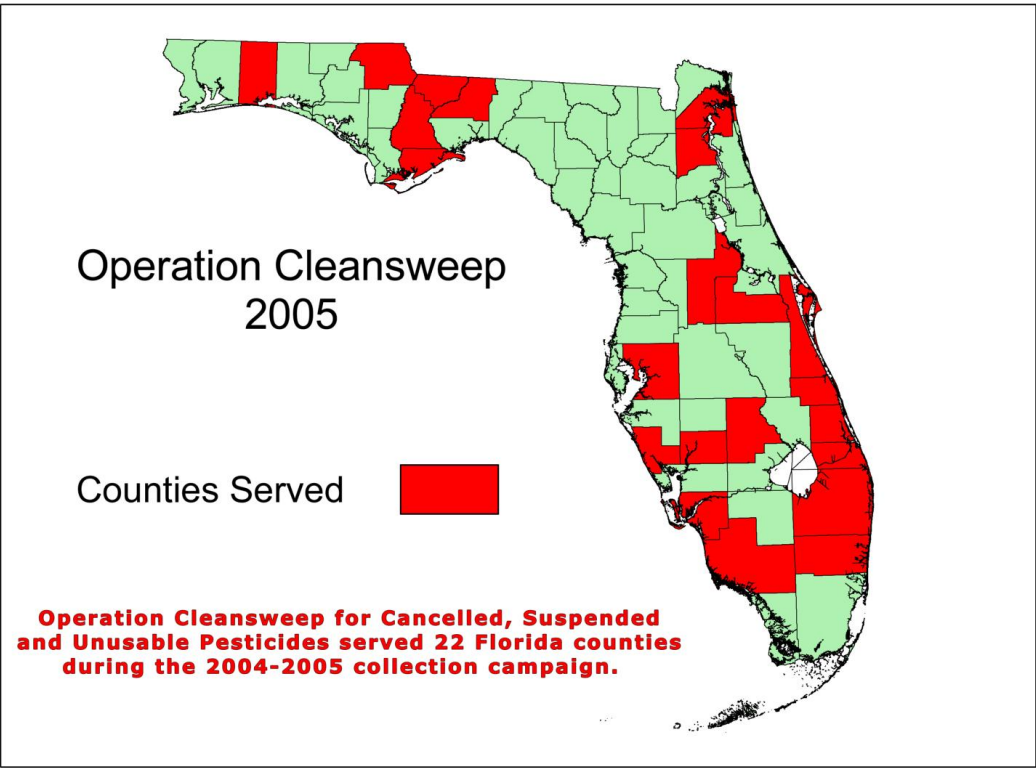 Operation Cleansweep
2005
Counties Served
Operation Cleansweep for Cancelled, Suspended
and Unusable Pesticides served 22 Florida counties
during the 2004-2005 collection campaign.